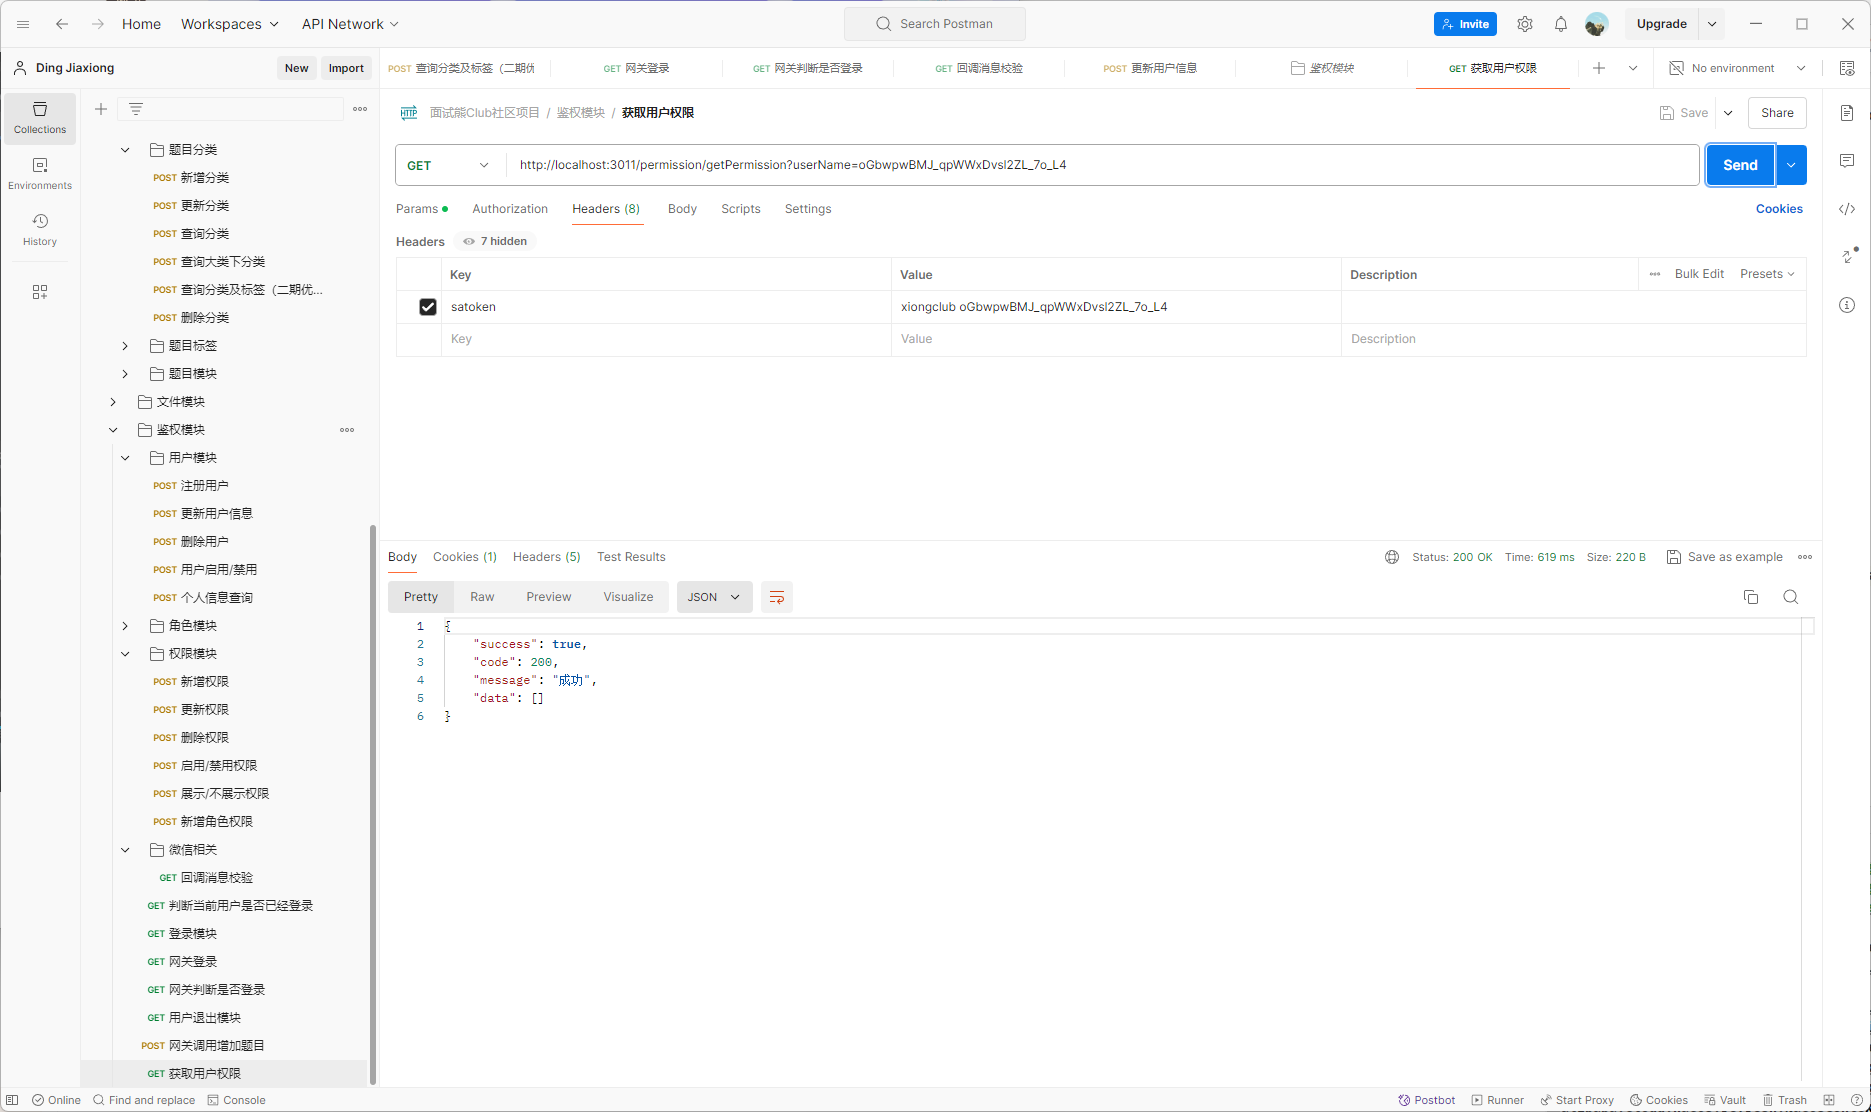 Home Workspaces API Network Search Postman Invite Upgrade
Ding Jiaxiong New Import
POST 查询分类及标签（二期优 GET 网关登录 GET 网关判断是否登录 GET 回调消息校验 POST 更新用户信息 鉴权模块 GET 获取用户权限 No environment
Collections
Environments
History
题目分类
POST 新增分类
POST 更新分类
POST 查询分类
POST 查询大类下分类
POST 查询分类及标签（二期优...
POST 删除分类
题目标签
题目模块
文件模块
鉴权模块
用户模块
POST 注册用户
POST 更新用户信息
POST 删除用户
POST 用户启用/禁用
POST 个人信息查询
角色模块
权限模块
POST 新增权限
POST 更新权限
POST 删除权限
POST 启用/禁用权限
POST 展示/不展示权限
POST 新增角色权限
微信相关
GET 回调消息校验
GET 判断当前用户是否已经登录
GET 登录模块
GET 网关登录
GET 网关判断是否登录
GET 用户退出模块
POST 网关调用增加题目
GET 获取用户权限
HTTP 面试熊Club社区项目 / 鉴权模块 / 获取用户权限 Save Share
GET http://localhost:3011/permission/getPermission?userName=oGbwpwBMJ_qpWWxDvsl2ZL_7o_L4 Send
Params Authorization Headers (8) Body Scripts Settings Cookies
Headers 7 hidden
Key Value Description Bulk Edit Presets
satoken xiongclub oGbwpwBMJ_qpWWxDvsl2ZL_7o_L4
Key Value Description
Body Cookies (1) Headers (5) Test Results Status: 200 OK Time: 619 ms Size: 220 B Save as example
Pretty Raw Preview Visualize JSON
1 {
2 "success": true,
3 "code": 200,
4 "message": "成功",
5 "data": []
6 }
Online Find and replace Console Postbot Runner Start Proxy Cookies Vault Trash